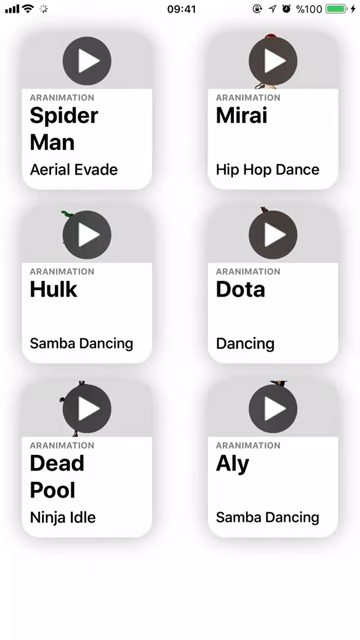 09:41
%100
ARANIMATION
Spider
Man
Aerial Evade
ARANIMATION
Mirai
Hip Hop Dance
ARANIMATION
Hulk
Samba Dancing
ARANIMATION
Dota
Dancing
ARANIMATION
Dead
Pool
Ninja Idle
ARANIMATION
Aly
Samba Dancing